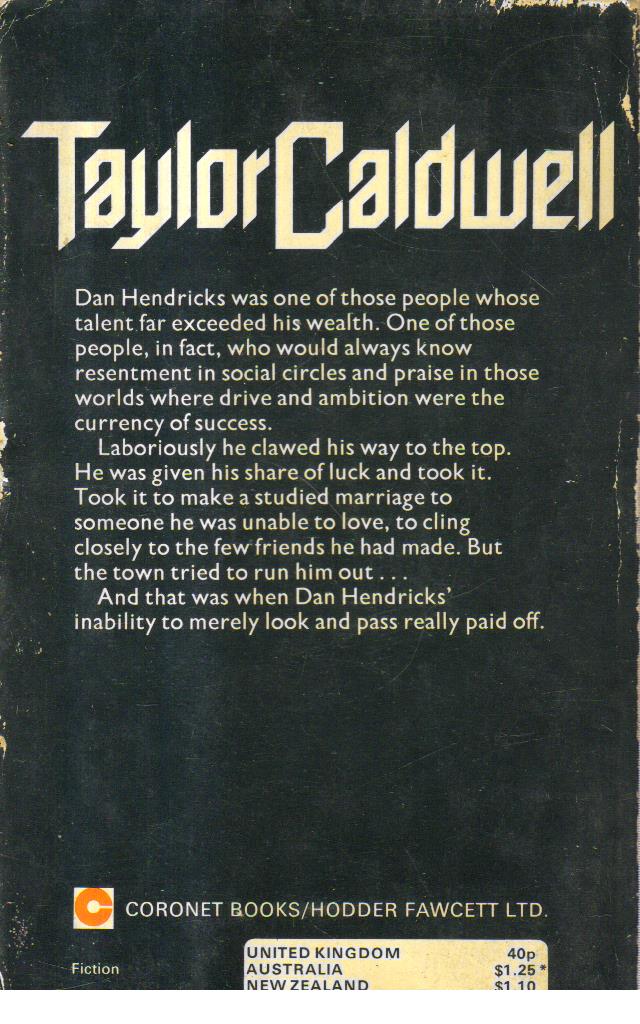 Taylor Caldwell
Dan Hendricks was one of those people whose
talent far exceeded his wealth. One of those
people, in fact, who would always know
resentment in social circles and praise in those
worlds where drive and ambition were the
currency of success.
Laboriously he clawed his way to the top.
He was given his share of luck and took it.
Took it to make a studied marriage to
someone he was unable to love, to cling
closely to the few friends he had made. But
the town tried to run him out . . .
And that was when Dan Hendricks'
inability to merely look and pass really paid off.
CORONET BOOKS/HODDER FAWCETT LTD.
Fiction
UNITED KINGDOM 40p
AUSTRALIA $1.25*
NEW ZEALAND $1.10